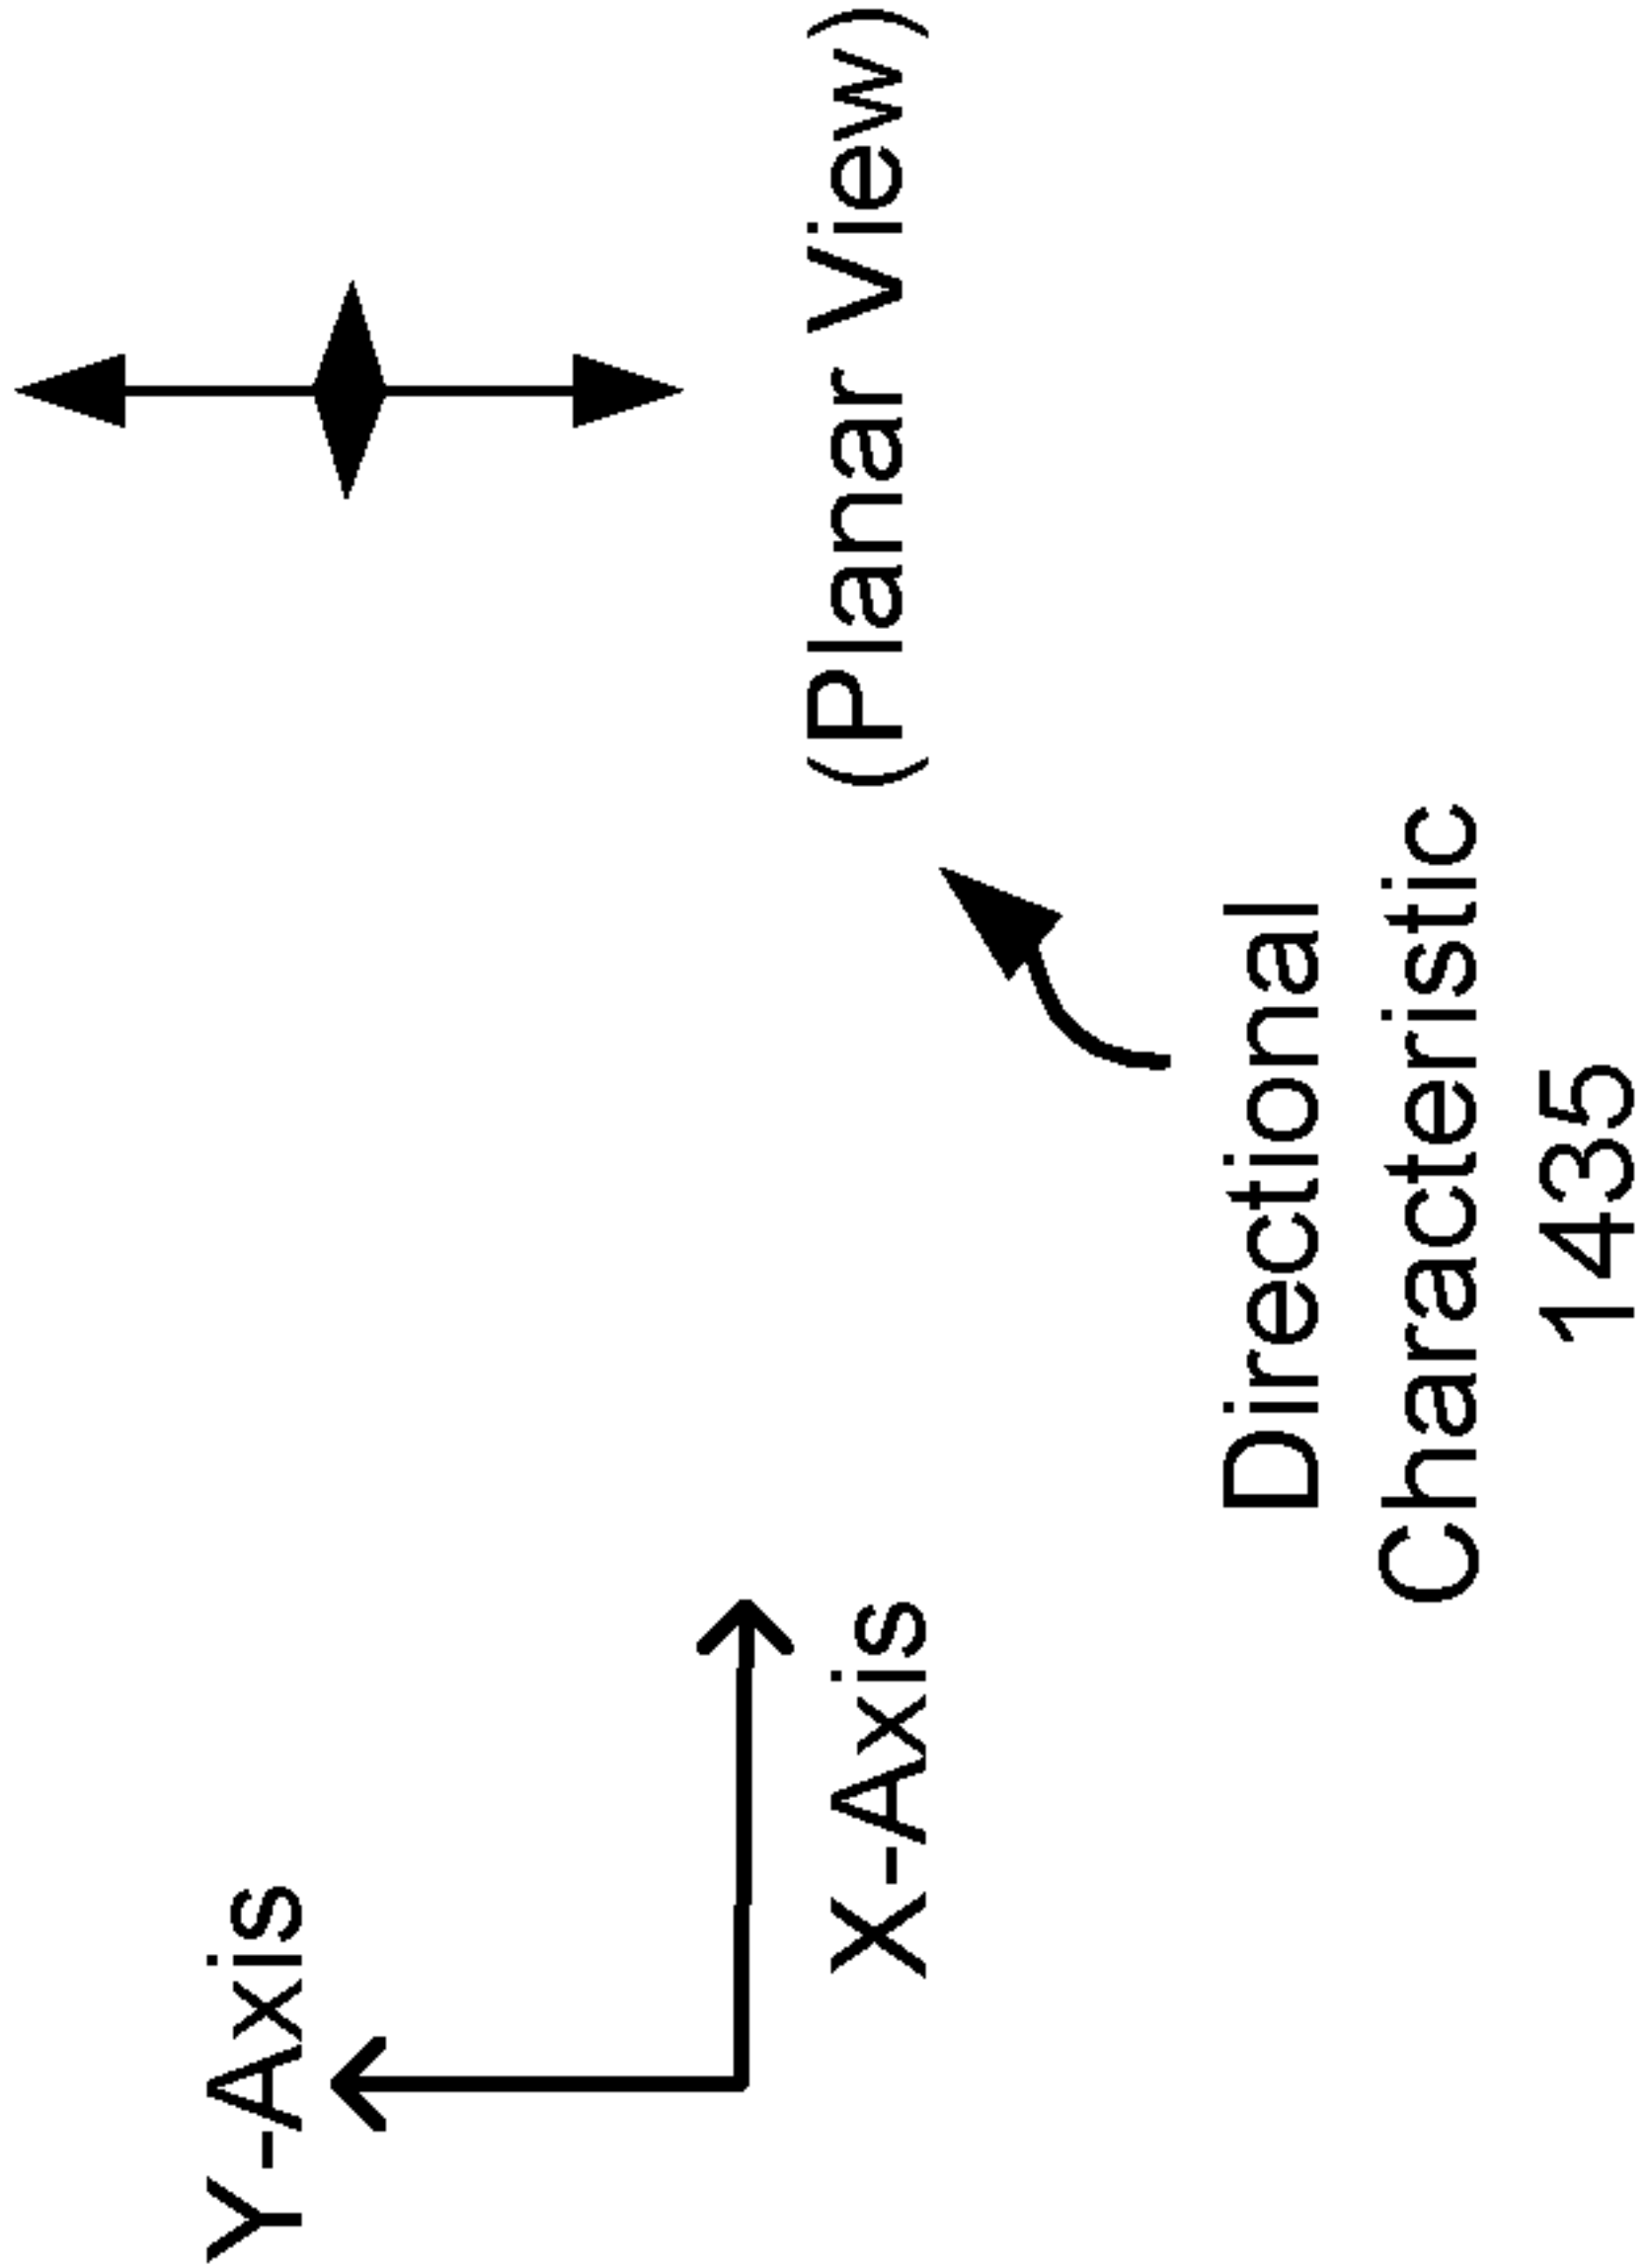 Y-Axis
X-Axis
(Planar View)
Directional
Characteristic
1435